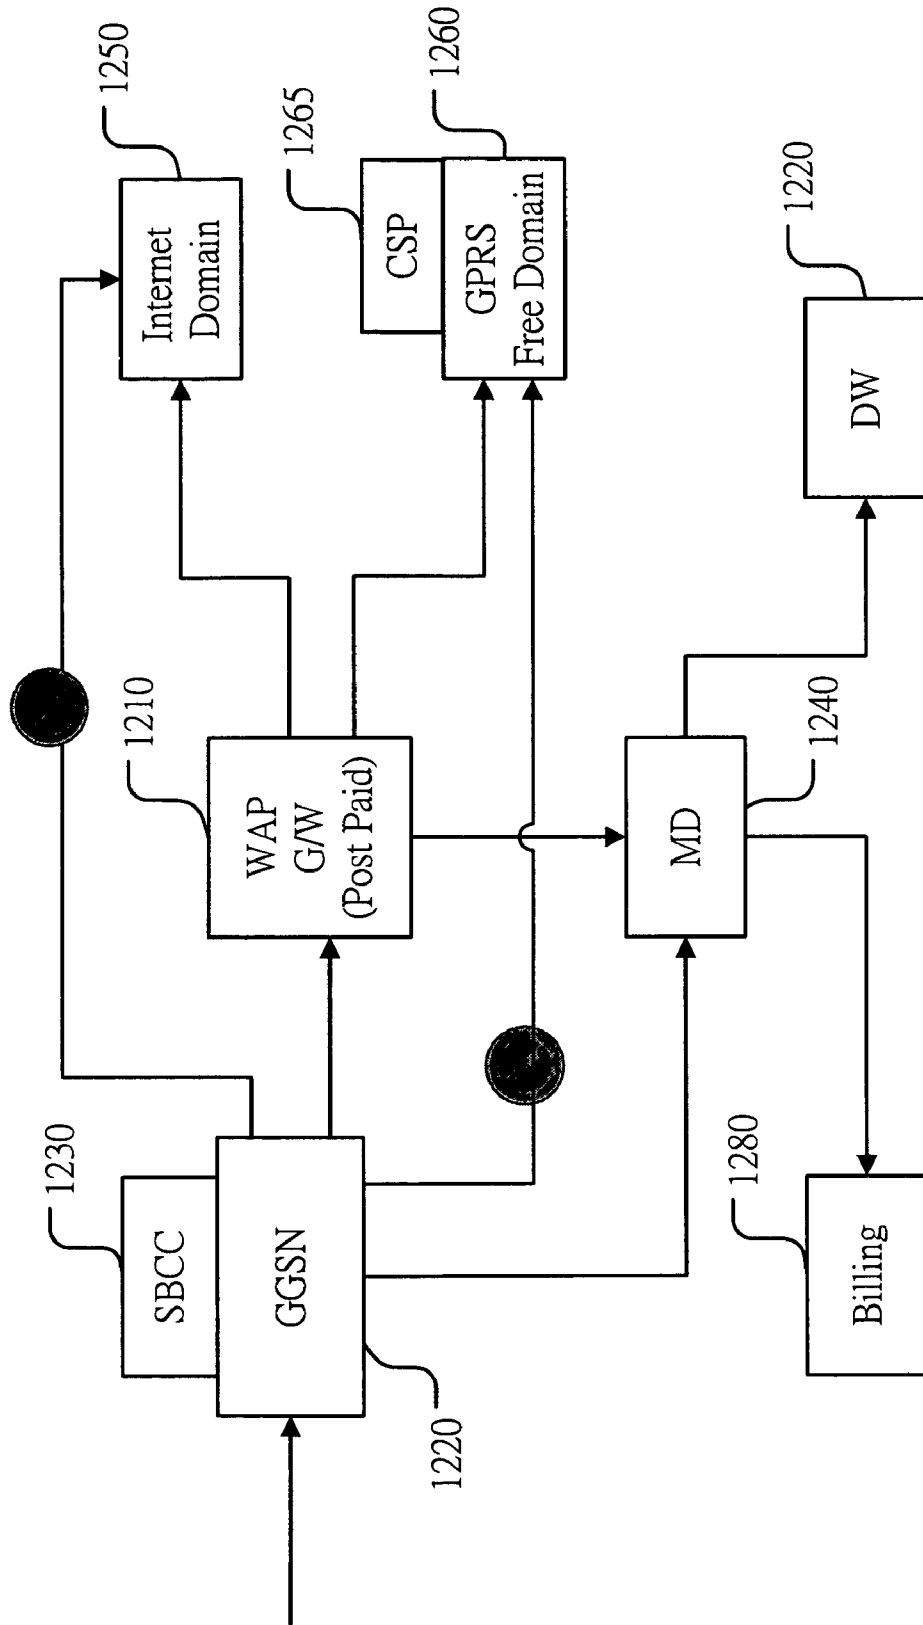 1230
SBCC
GGSN
1220
1210
WAP
G/W
(Post Paid)
1250
Internet
Domain
1265
CSP
GPRS
Free Domain
1260
MD
1240
1280
Billing
DW
1220